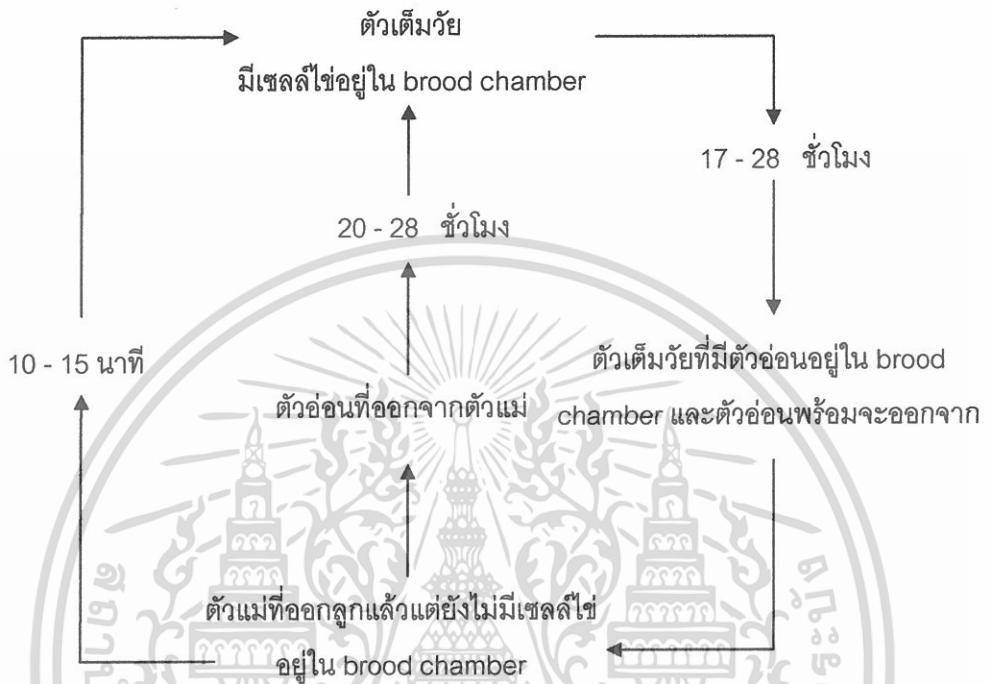 ตัวเต็มวัย
มีเซลล์ไข่อยู่ใน brood chamber
17 - 28 ชั่วโมง
20 - 28 ชั่วโมง
10 - 15 นาที
ตัวเต็มวัยที่มีตัวอ่อนอยู่ใน brood
chamber และตัวอ่อนพร้อมจะออกจาก
ตัวอ่อนที่ออกจากตัวแม่
ตัวแม่ที่ออกลูกแล้วแต่ยังไม่มีเซลล์ไข่
อยู่ใน brood chamber